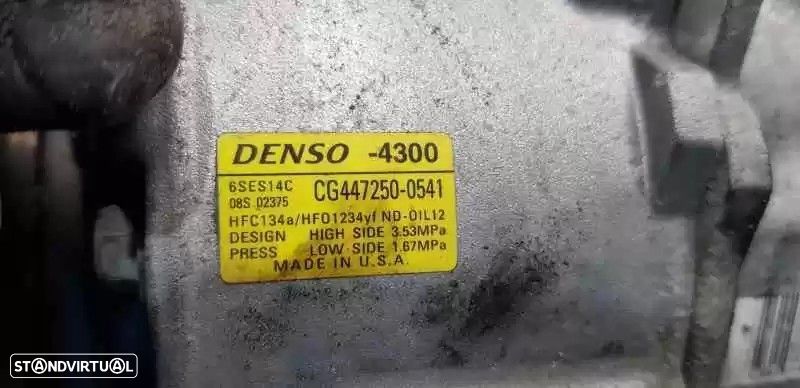 DENSO -4300
6SES14C CG447250-0541
08S 02375
HFC134a/HFO1234yf ND-OIL12
DESIGN HIGH SIDE 3.53MPa
PRESS LOW SIDE 1.67MPa
MADE IN U.S.A.
STANDVIRTUAL